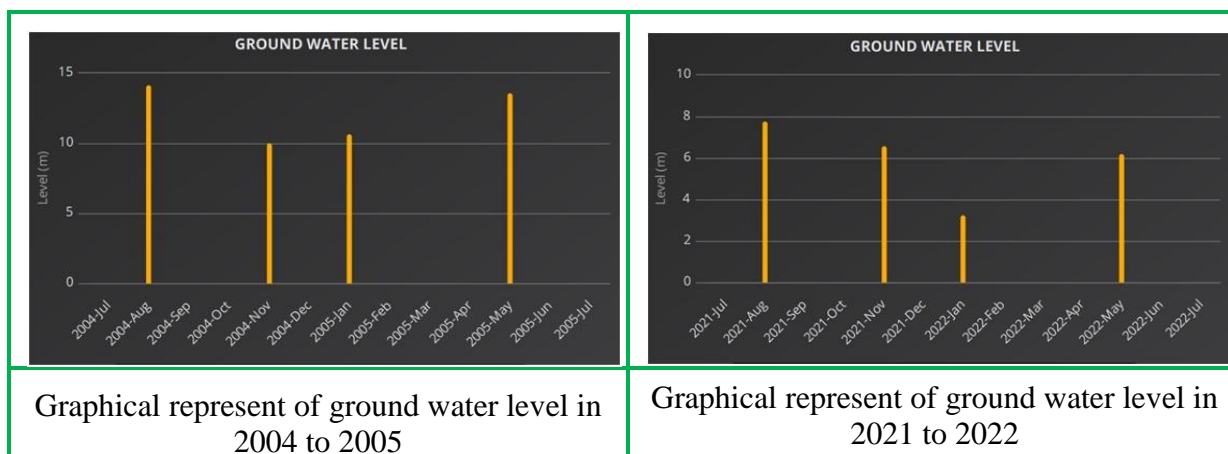 GROUND WATER LEVEL
Level (m)
15
10
5
0
2004-Jul
2004-Aug
2004-Sep
2004-Oct
2004-Nov
2004-Dec
2005-Jan
2005-Feb
2005-Mar
2005-Apr
2005-May
2005-Jun
2005-Jul
Graphical represent of ground water level in
2004 to 2005
GROUND WATER LEVEL
Level (m)
10
8
6
4
2
0
2021-Jul
2021-Aug
2021-Sep
2021-Oct
2021-Nov
2021-Dec
2022-Jan
2022-Feb
2022-Mar
2022-Apr
2022-May
2022-Jun
2022-Jul
Graphical represent of ground water level in
2021 to 2022